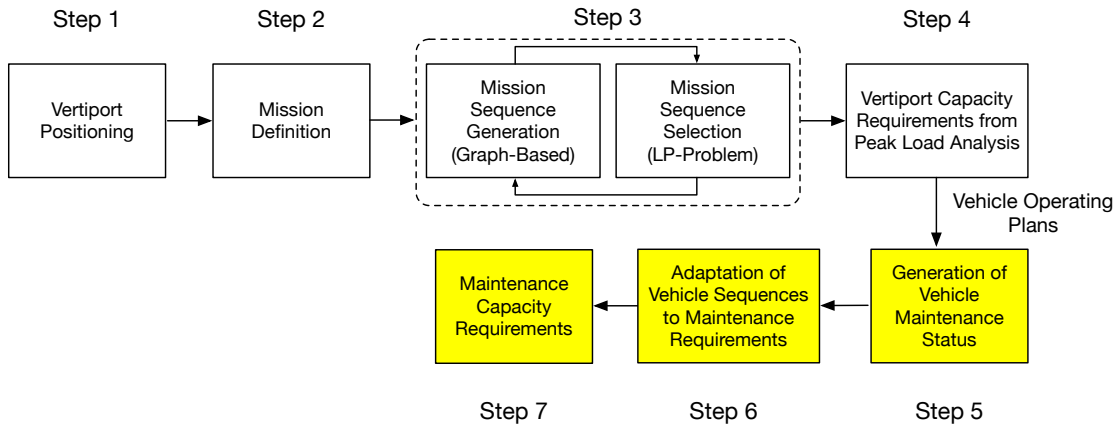 Step 1
Step 2
Step 3
Step 4
Vertiport
Positioning
Mission
Definition
Mission
Sequence
Generation
(Graph-Based)
Mission
Sequence
Selection
(LP-Problem)
Vertiport Capacity
Requirements from
Peak Load Analysis
Vehicle Operating
Plans
Maintenance
Capacity
Requirements
Adaptation of
Vehicle Sequences
to Maintenance
Requirements
Generation of
Vehicle
Maintenance
Status
Step 7
Step 6
Step 5